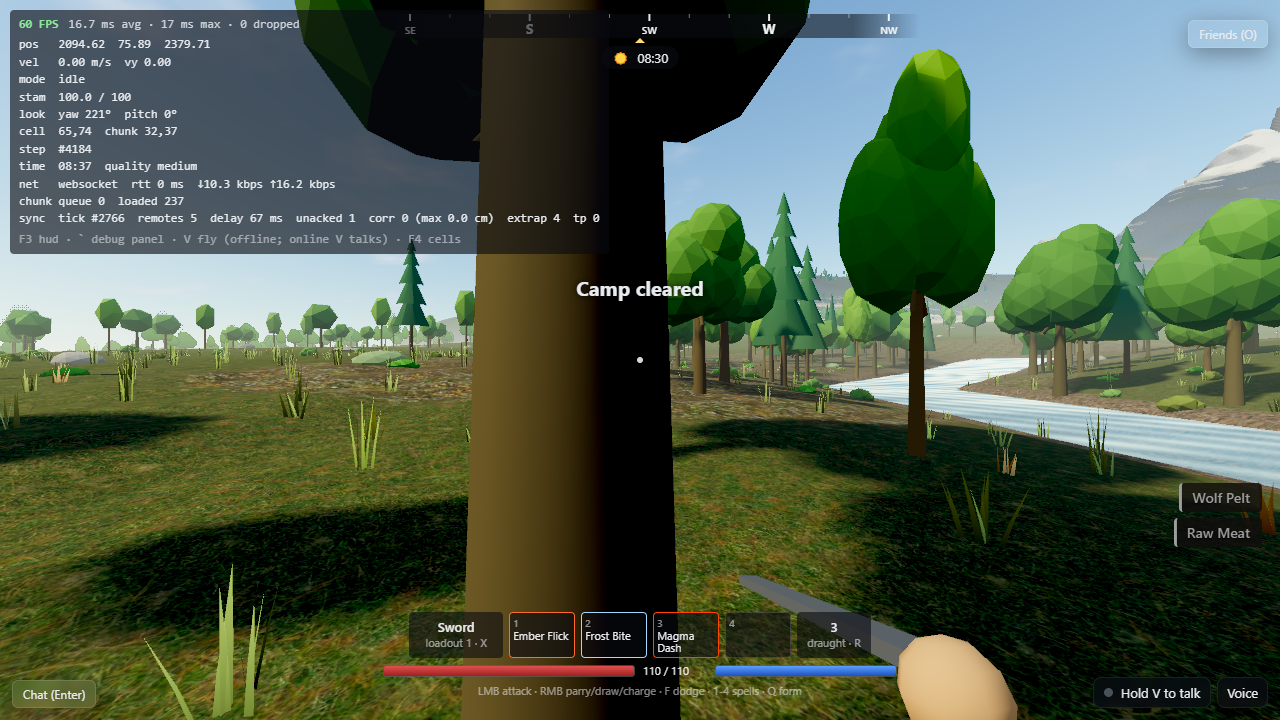 60 FPS 16.7 ms avg · 17 ms max · 0 dropped
pos 2094.62 75.89 2379.71
vel 0.00 m/s vy 0.00
mode idle
stam 100.0 / 100
look yaw 221° pitch 0°
cell 65,74 chunk 32,37
step #4184
time 08:37 quality medium
net websocket rtt 0 ms ↓10.3 kbps ↑16.2 kbps
chunk queue 0 loaded 237
sync tick #2766 remotes 5 delay 67 ms unacked 1 corr 0 (max 0.0 cm) extrap 4 tp 0
F3 hud · ` debug panel · V fly (offline; online V talks) · F4 cells
SE S SW W NW
08:30
Friends (O)
Camp cleared
Wolf Pelt
Raw Meat
Sword
loadout 1 · X
1
Ember Flick
2
Frost Bite
3
Magma
Dash
4
3
draught · R
110 / 110
LMB attack · RMB parry/draw/charge · F dodge · 1-4 spells · Q form
Chat (Enter)
Hold V to talk
Voice